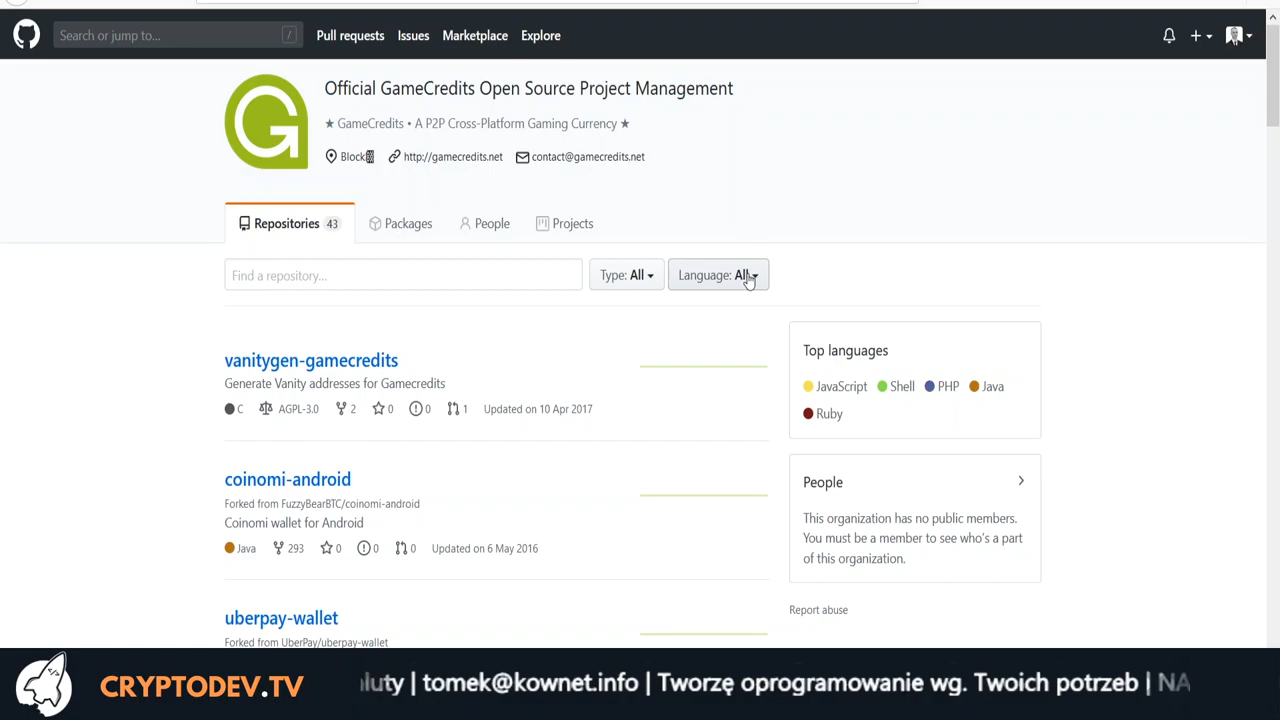 Search or jump to...
/
Pull requests
Issues
Marketplace
Explore
Official GameCredits Open Source Project Management
★ GameCredits • A P2P Cross-Platform Gaming Currency ★
Block
http://gamecredits.net
contact@gamecredits.net
Repositories 43
Packages
People
Projects
Find a repository...
Type: All
Language: All
vanitygen-gamecredits
Generate Vanity addresses for Gamecredits
C
AGPL-3.0
2
0
0
1
Updated on 10 Apr 2017
coinomi-android
Forked from FuzzyBearBTC/coinomi-android
Coinomi wallet for Android
Java
293
0
0
0
Updated on 6 May 2016
uberpay-wallet
Forked from UberPay/uberpay-wallet
Top languages
JavaScript
Shell
PHP
Java
Ruby
People
This organization has no public members.
You must be a member to see who's a part
of this organization.
Report abuse
G
CRYPTODEV.TV
luty | tomek@kownet.info | Tworzę oprogramowanie wg. Twoich potrzeb | NA